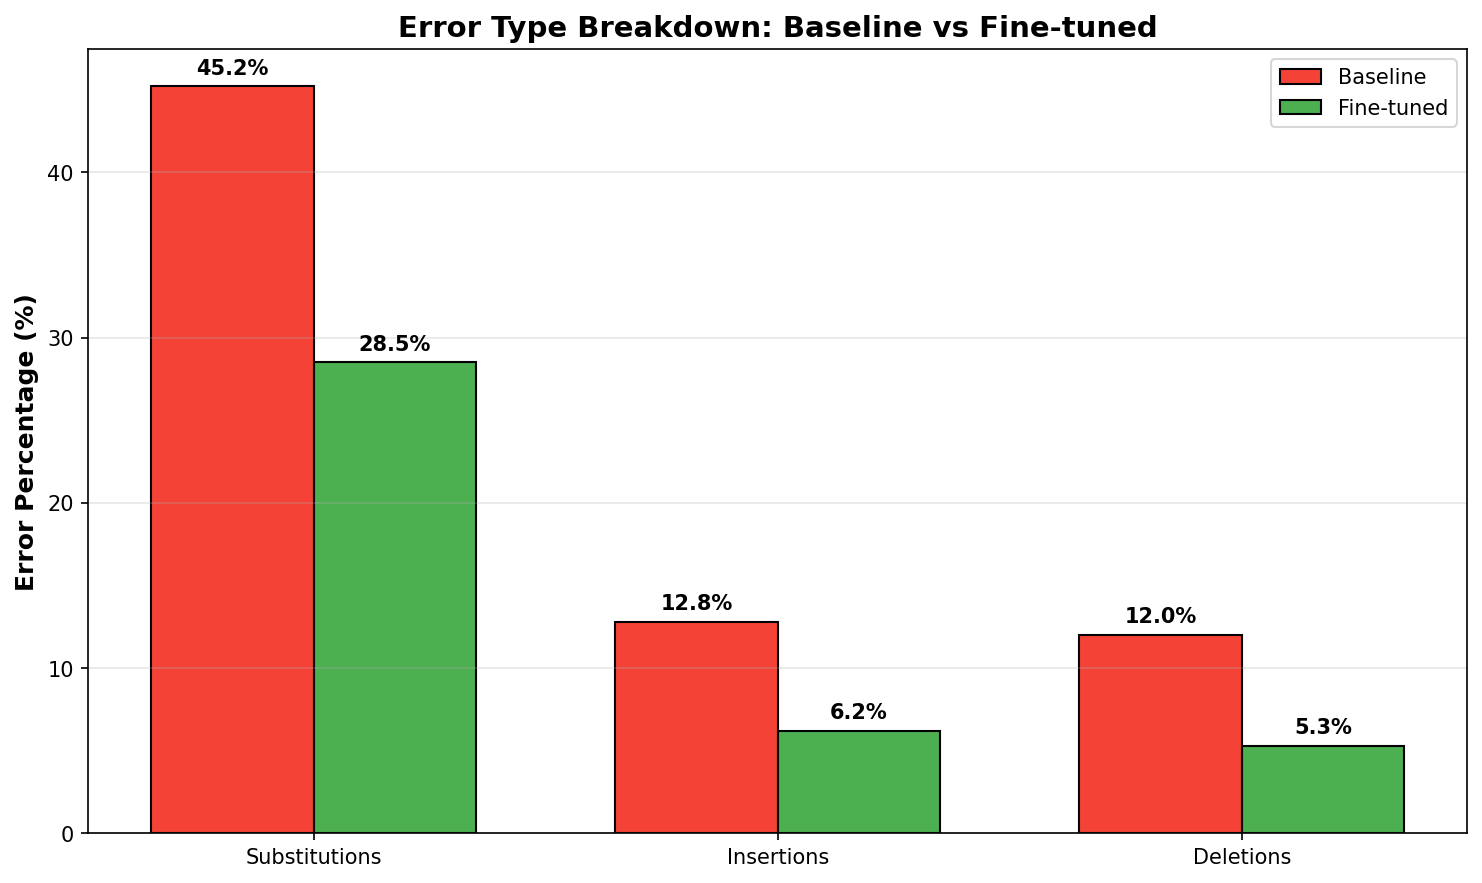 Error Type Breakdown: Baseline vs Fine-tuned
Baseline
Fine-tuned
Error Percentage (%)
40
30
20
10
0
45.2%
28.5%
12.8%
6.2%
12.0%
5.3%
Substitutions
Insertions
Deletions